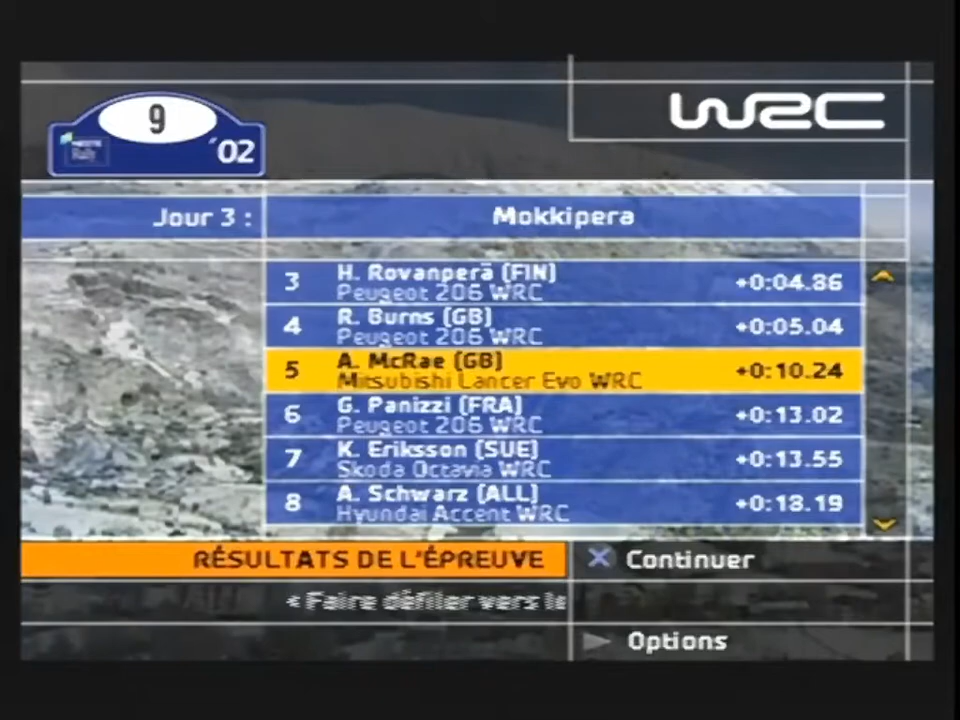 9
WRC
NESTE
Rally
'02
Jour 3 :
Mokkipera
3 H. Rovanperä (FIN) +0:04.86
Peugeot 206 WRC
4 R. Burns (GB) +0:05.04
Peugeot 206 WRC
5 A. McRae (GB) +0:10.24
Mitsubishi Lancer Evo WRC
6 G. Panizzi (FRA) +0:13.02
Peugeot 206 WRC
7 K. Eriksson (SUE) +0:13.55
Skoda Octavia WRC
8 A. Schwarz (ALL) +0:18.19
Hyundai Accent WRC
RÉSULTATS DE L'ÉPREUVE
Continuer
< Faire défiler vers le
Options